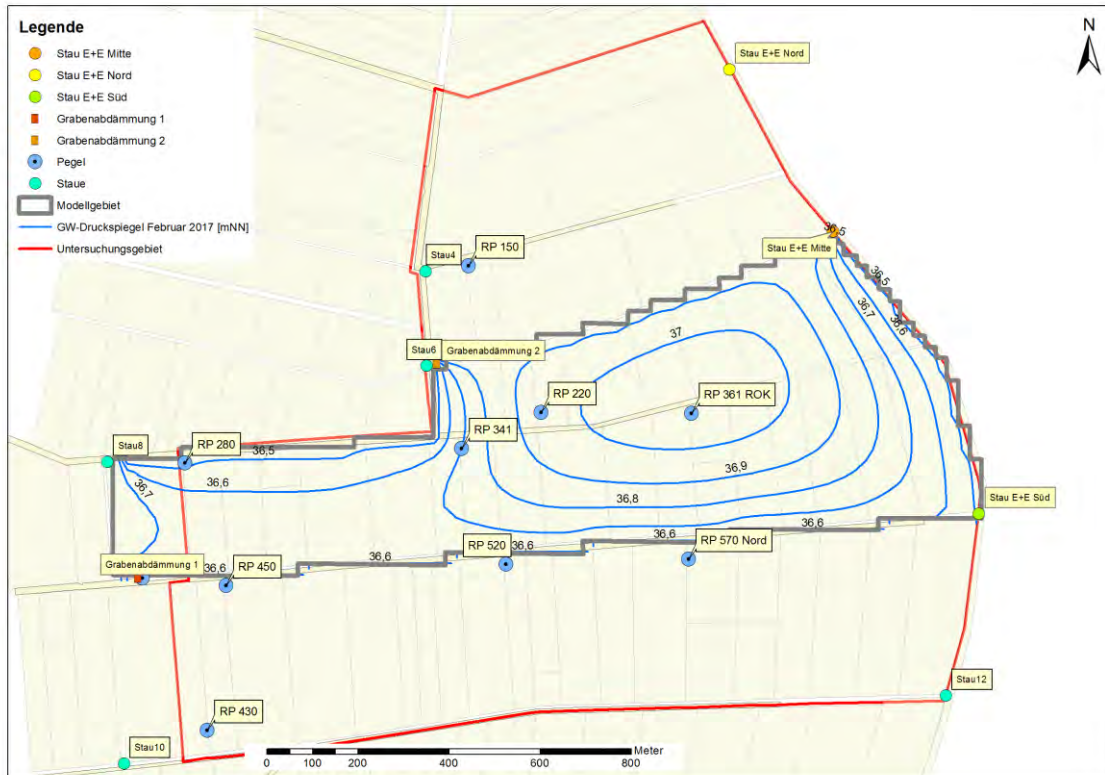 Legende
Stau E+E Mitte
Stau E+E Nord
Stau E+E Süd
Grabenabdämmung 1
Grabenabdämmung 2
Pegel
Staue
Modellgebiet
GW-Druckspiegel Februar 2017 [mNN]
Untersuchungsgebiet
N
Stau E+E Nord
36,5
Stau E+E Mitte
Stau4
RP 150
36,5
36,7
36,6
37
Stau6
Grabenabdämmung 2
RP 220
RP 361 ROK
RP 341
Stau8
RP 280
36,5
36,9
36,6
36,7
36,8
Stau E+E Süd
36,6
36,6
36,6
RP 520
RP 570 Nord
36,6
Grabenabdämmung 1
36,6
RP 450
Stau12
RP 430
Stau10
Meter
0 200 400 600 800